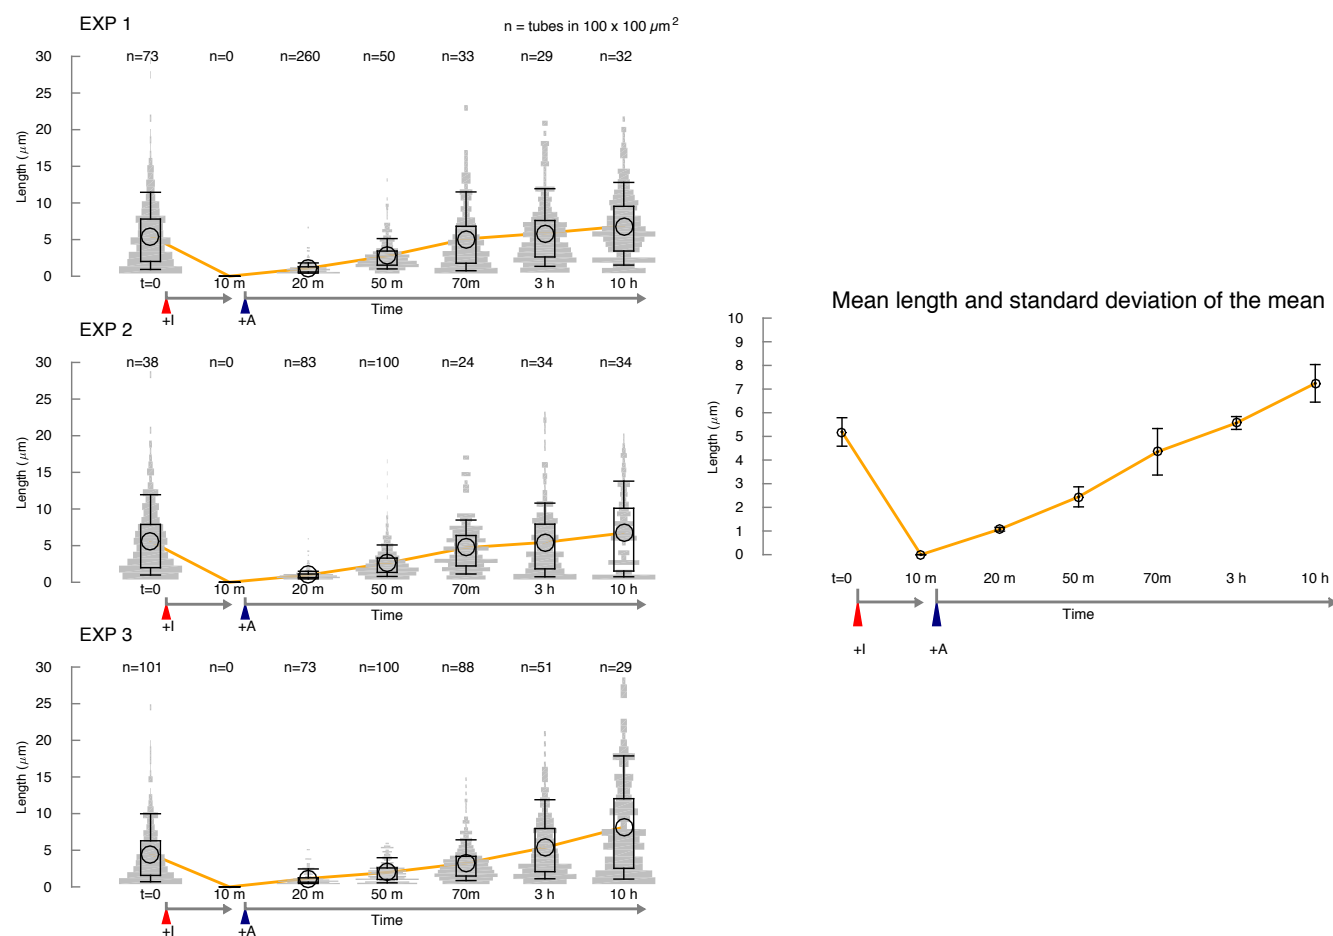 EXP 1
n = tubes in 100 x 100 μm²
n=73 n=0 n=260 n=50 n=33 n=29 n=32
30
25
20
15
10
5
0
Length (μm)
t=0 10 m 20 m 50 m 70m 3 h 10 h
+I +A Time
EXP 2
n=38 n=0 n=83 n=100 n=24 n=34 n=34
30
25
20
15
10
5
0
Length (μm)
t=0 10 m 20 m 50 m 70m 3 h 10 h
+I +A Time
EXP 3
n=101 n=0 n=73 n=100 n=88 n=51 n=29
30
25
20
15
10
5
0
Length (μm)
t=0 10 m 20 m 50 m 70m 3 h 10 h
+I +A Time
Mean length and standard deviation of the mean
10
9
8
7
6
5
4
3
2
1
0
Length (μm)
t=0 10 m 20 m 50 m 70m 3 h 10 h
Time
+I +A